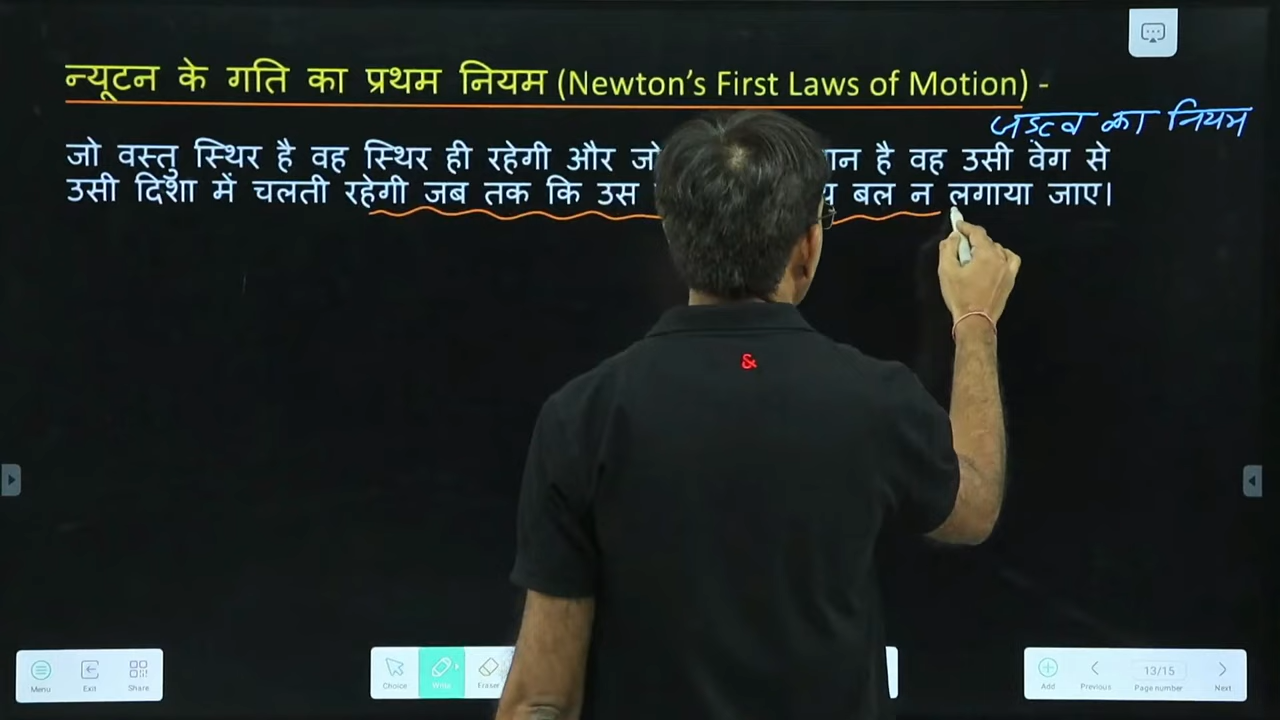 न्यूटन के गति का प्रथम नियम (Newton's First Laws of Motion) -
जड़त्व का नियम
जो वस्तु स्थिर है वह स्थिर ही रहेगी और जो है वह उसी वेग से
उसी दिशा में चलती रहेगी जब तक कि उस बल न लगाया जाए।
&
Menu
Exit
Share
Choice
Write
Eraser
Add
Previous
13/15
Page number
Next